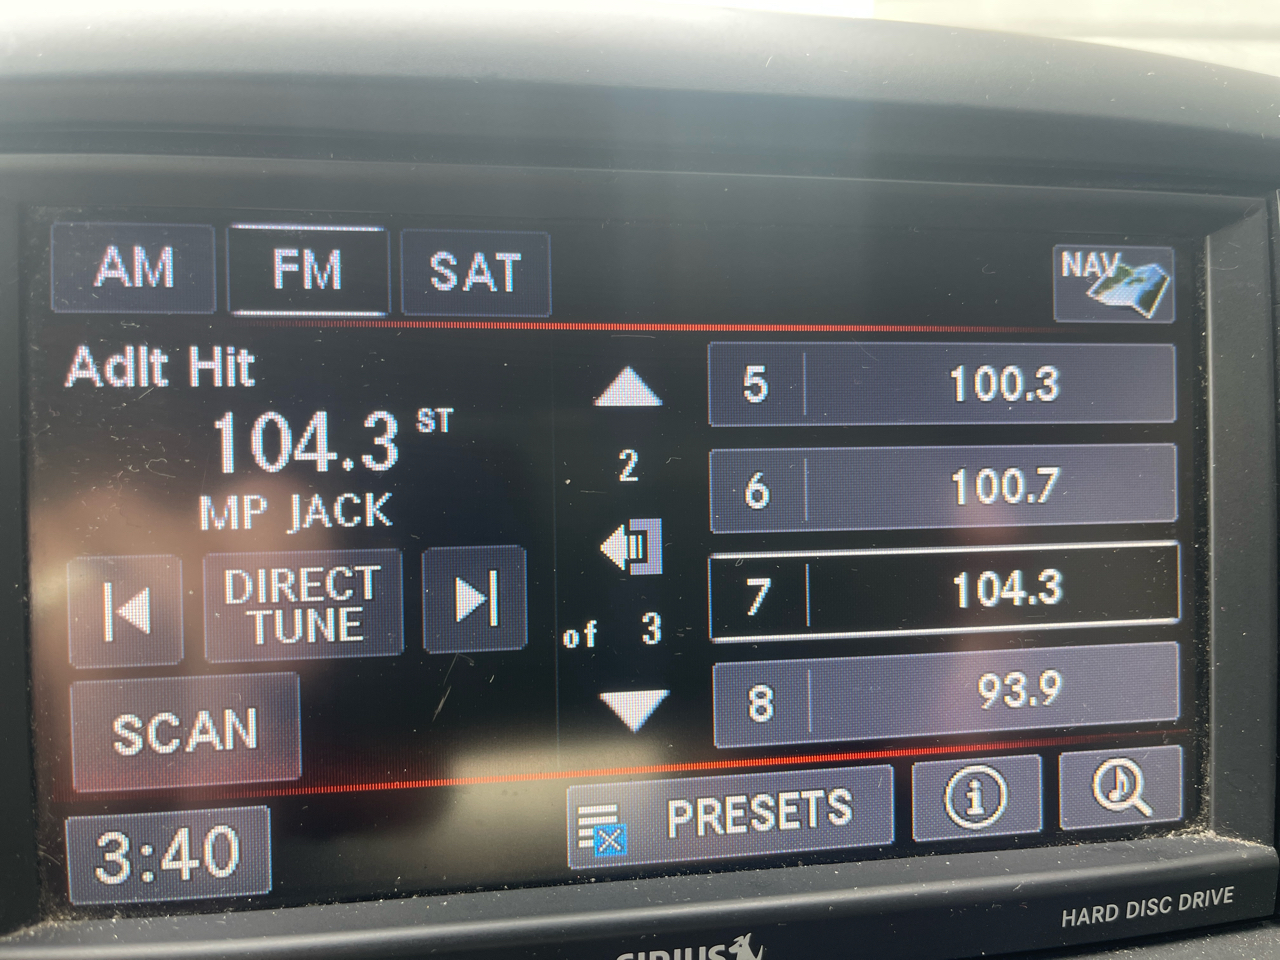 AM FM SAT
NAV
Adlt Hit
104.3 ST
MP JACK
DIRECT
TUNE
SCAN
3:40
2
of 3
5 100.3
6 100.7
7 104.3
8 93.9
PRESETS
i
HARD DISC DRIVE
SIRIUS